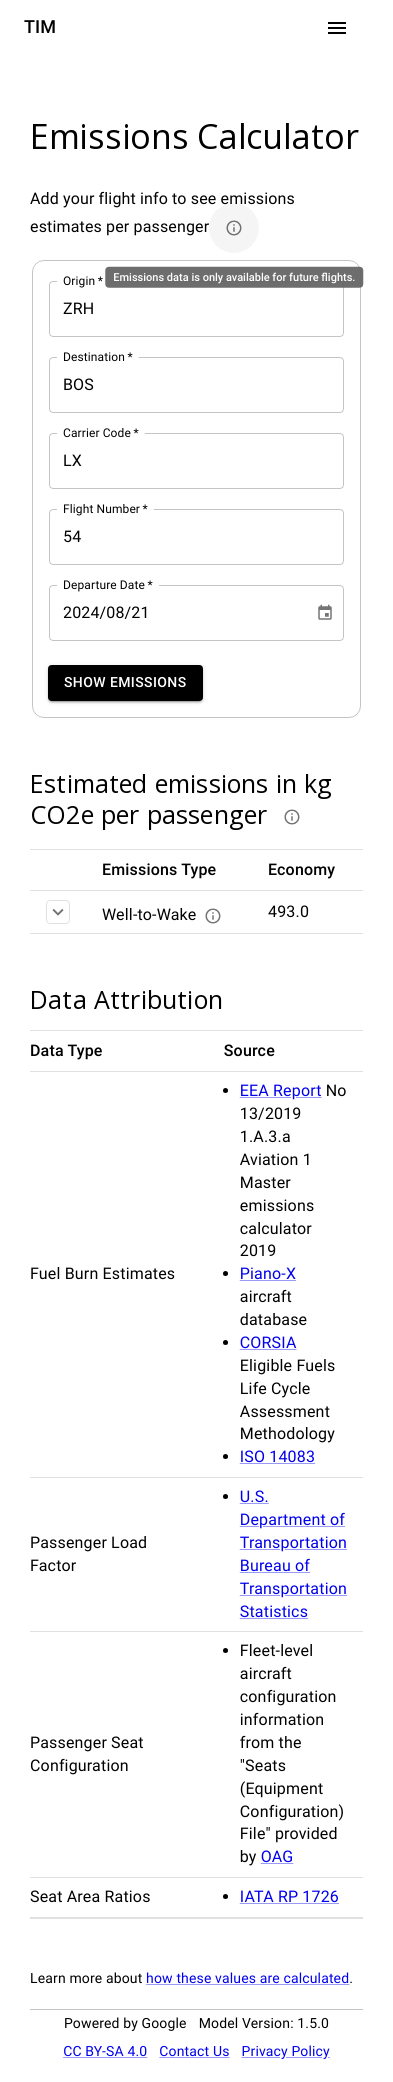 TIM
Emissions Calculator
Add your flight info to see emissions
estimates per passenger
Emissions data is only available for future flights.
Origin *
ZRH
Destination *
BOS
Carrier Code *
LX
Flight Number *
54
Departure Date *
2024/08/21
SHOW EMISSIONS
Estimated emissions in kg
CO2e per passenger
Emissions Type Economy
Well-to-Wake 493.0
Data Attribution
Data Type Source
Fuel Burn Estimates
• EEA Report No
13/2019
1.A.3.a
Aviation 1
Master
emissions
calculator
2019
• Piano-X
aircraft
database
• CORSIA
Eligible Fuels
Life Cycle
Assessment
Methodology
• ISO 14083
Passenger Load
Factor
• U.S.
Department of
Transportation
Bureau of
Transportation
Statistics
Passenger Seat
Configuration
• Fleet-level
aircraft
configuration
information
from the
"Seats
(Equipment
Configuration)
File" provided
by OAG
Seat Area Ratios
• IATA RP 1726
Learn more about how these values are calculated.
Powered by Google Model Version: 1.5.0
CC BY-SA 4.0 Contact Us Privacy Policy